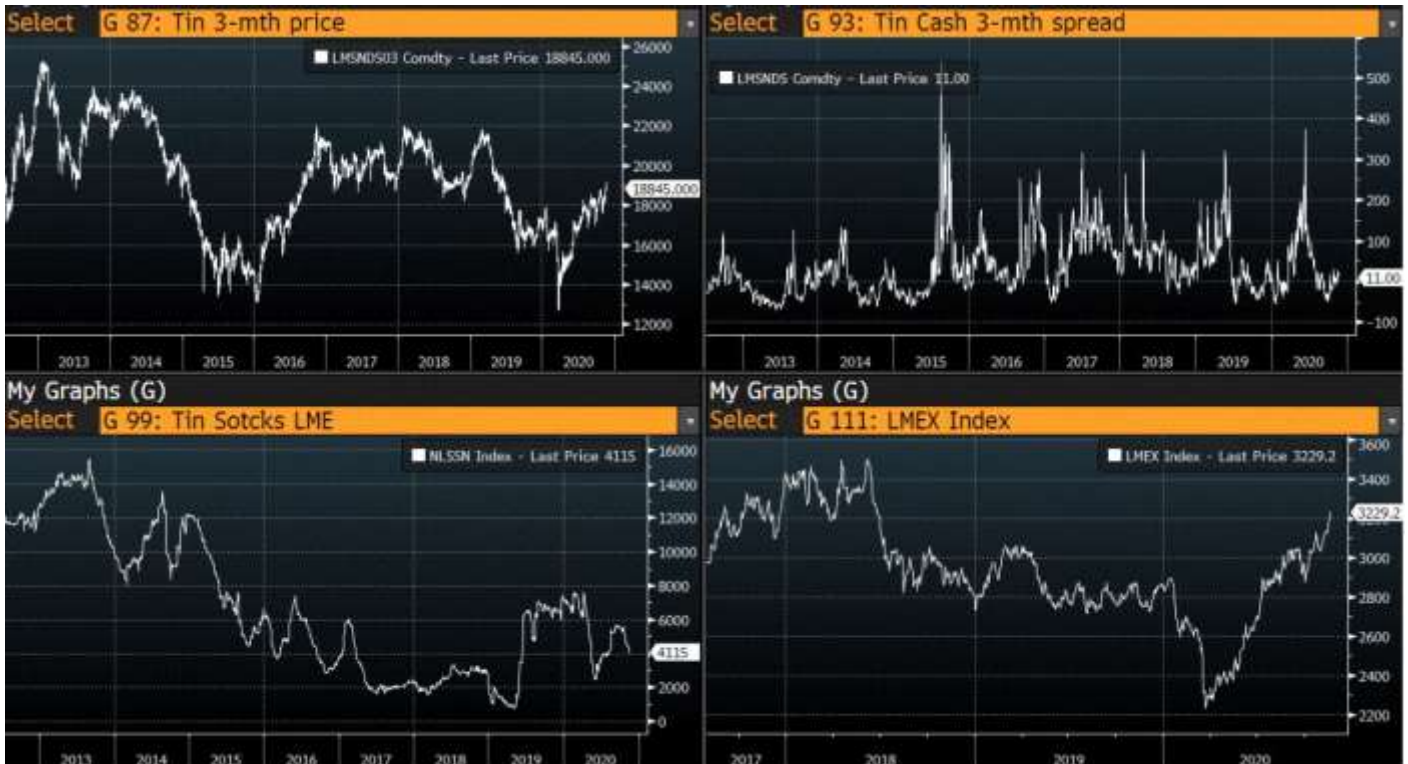 Select G 87: Tin 3-mth price
LMSNDS03 Comdty - Last Price 18845.000
26000
24000
22000
20000
18845.000
18000
16000
14000
12000
2013 2014 2015 2016 2017 2018 2019 2020
Select G 93: Tin Cash 3-mth spread
LMSNDS Comdty - Last Price 11.00
500
400
300
200
100
11.00
-100
2013 2014 2015 2016 2017 2018 2019 2020
My Graphs (G)
Select G 99: Tin Sotcks LME
NLSSN Index - Last Price 4115
16000
14000
12000
10000
8000
6000
4115
2000
0
2013 2014 2015 2016 2017 2018 2019 2020
My Graphs (G)
Select G 111: LMEX Index
LMEX Index - Last Price 3229.2
3600
3400
3229.2
3000
2800
2600
2400
2200
2017 2018 2019 2020